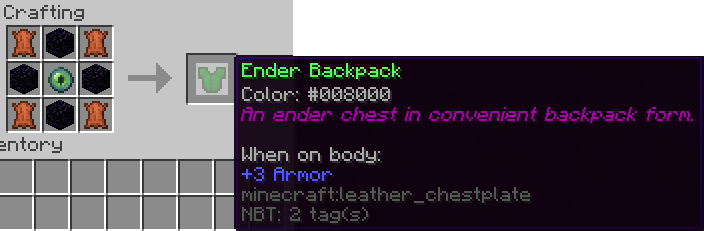 Crafting
Ender Backpack
Color: #008000
An ender chest in convenient backpack form.
When on body:
+3 Armor
minecraft:leather_chestplate
NBT: 2 tag(s)
entory